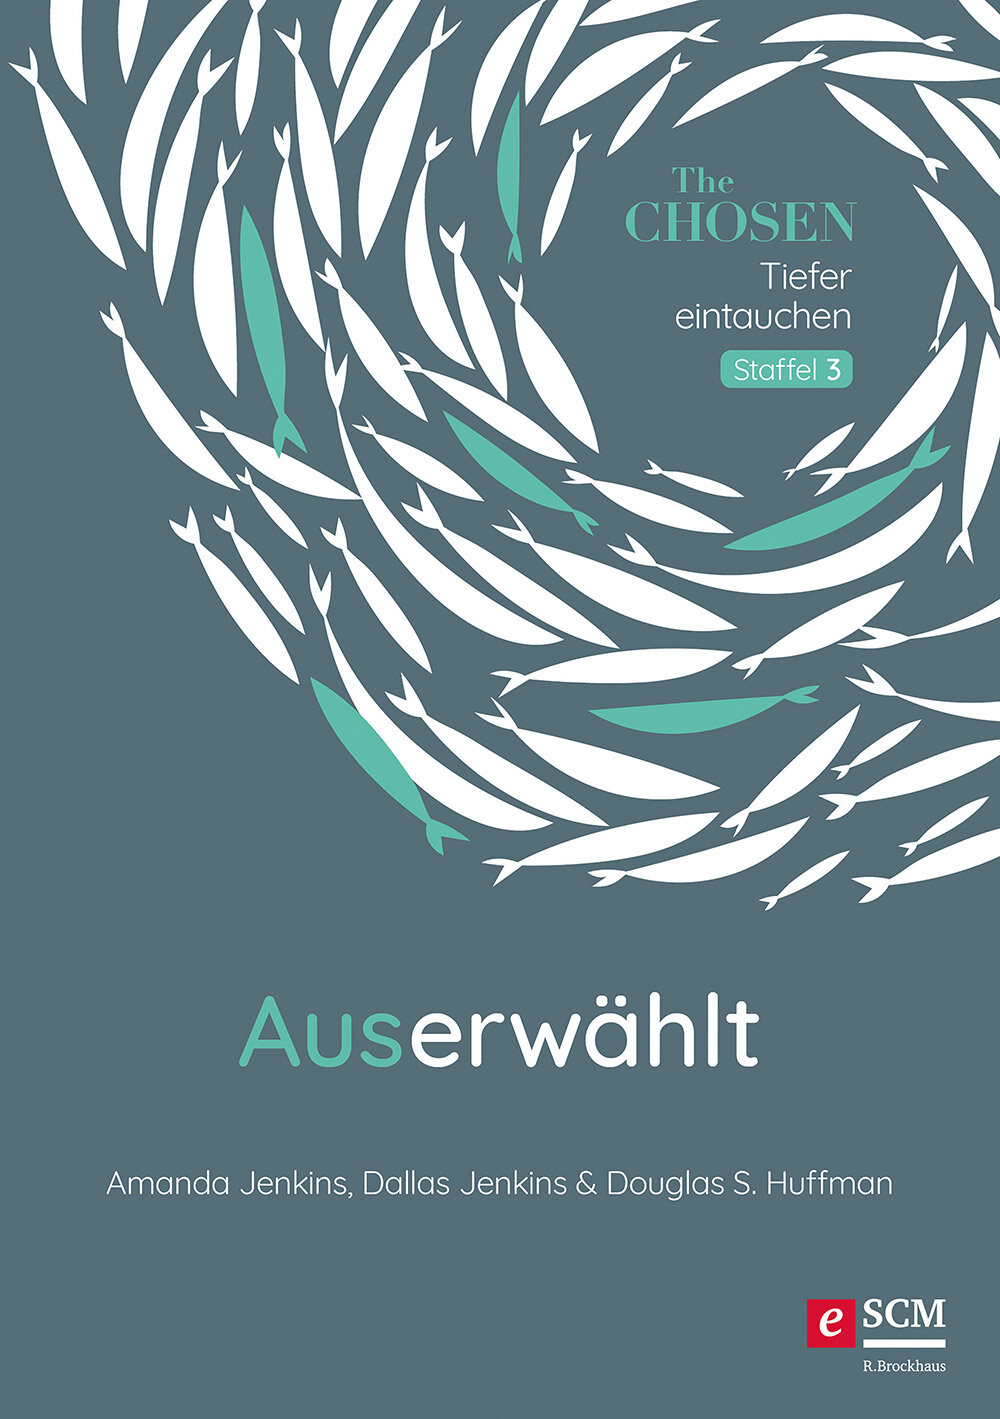 The
CHOSEN
Tiefer
eintauchen
Staffel 3
Auserwählt
Amanda Jenkins, Dallas Jenkins & Douglas S. Huffman
e SCM
R.Brockhaus